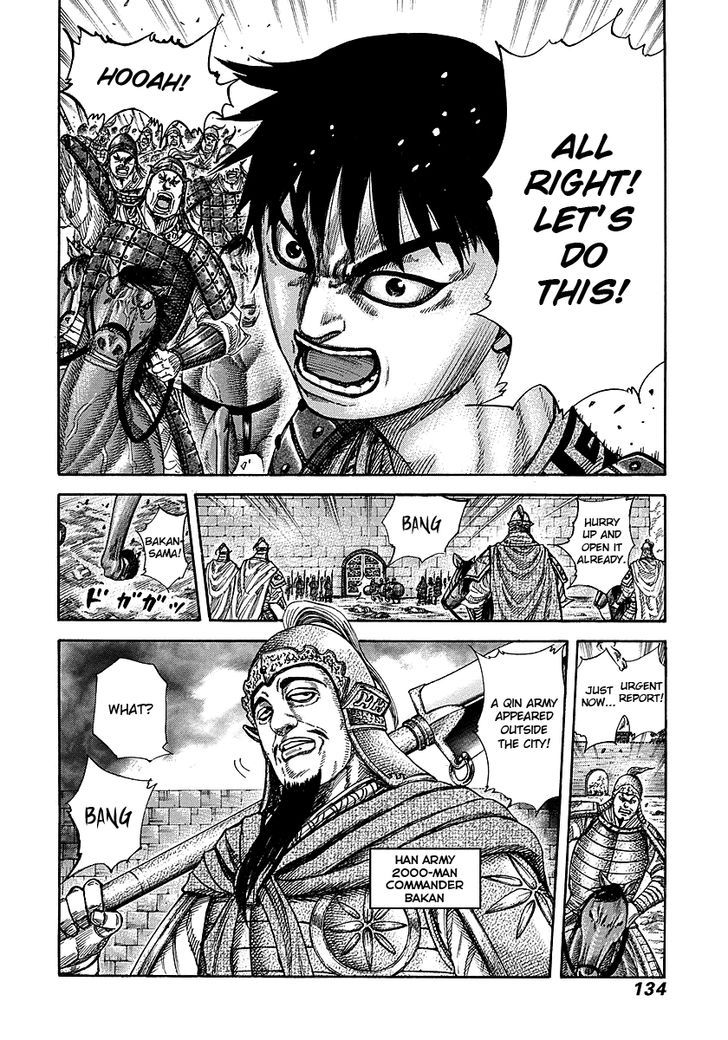 ALL
RIGHT!
LET'S
DO
THIS!
HOOAH!
HURRY
UP AND
OPEN IT
ALREADY.
BANG
BAKAN-
SAMA!
ドガガッ
URGENT
REPORT!
JUST
NOW...
A QIN ARMY
APPEARED
OUTSIDE
THE CITY!
WHAT?
BANG
HAN ARMY
2000-MAN
COMMANDER
BAKAN
134